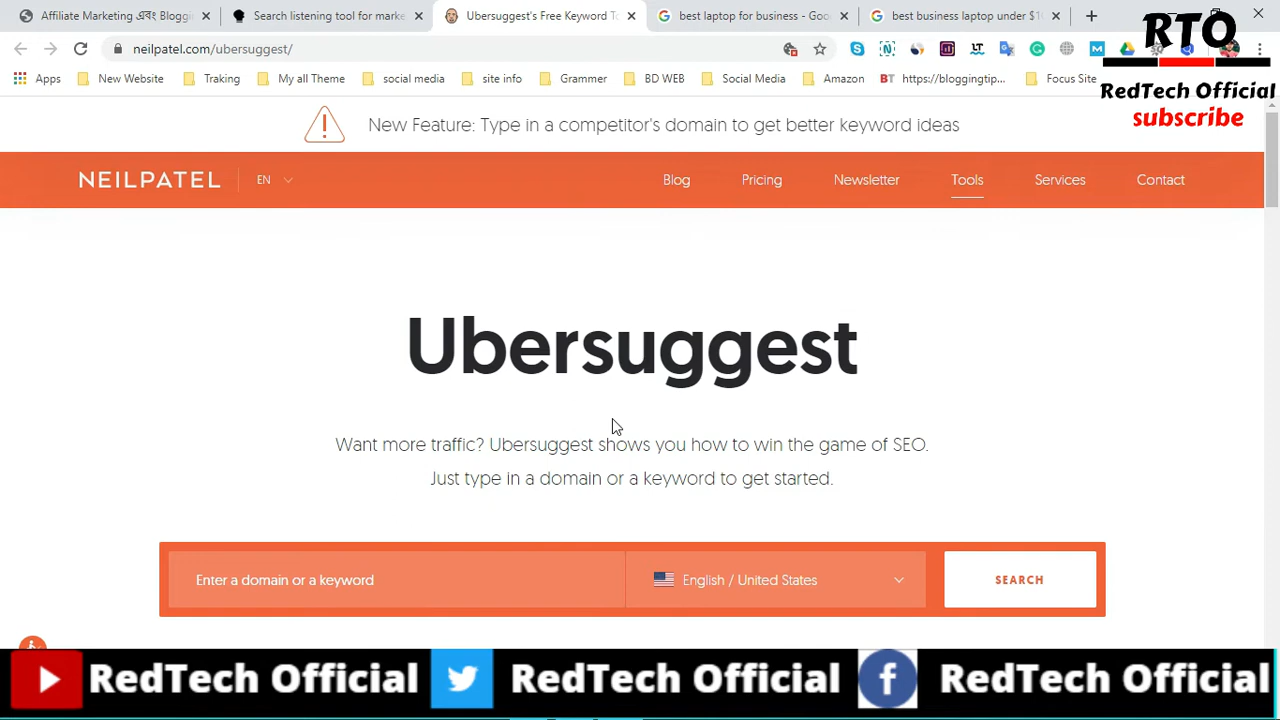 Affiliate Marketing এবং Bloggi
Search listening tool for marke
Ubersuggest's Free Keyword To
best laptop for business - Goo
best business laptop under $1
neilpatel.com/ubersuggest/
Apps
New Website
Traking
My all Theme
social media
site info
Grammer
BD WEB
Social Media
Amazon
BT https://bloggingtip...
Focus Site
RTO
RedTech Official
subscribe
New Feature: Type in a competitor's domain to get better keyword ideas
NEILPATEL
EN
Blog
Pricing
Newsletter
Tools
Services
Contact
Ubersuggest
Want more traffic? Ubersuggest shows you how to win the game of SEO.
Just type in a domain or a keyword to get started.
Enter a domain or a keyword
English / United States
SEARCH
RedTech Official
RedTech Official
RedTech Official